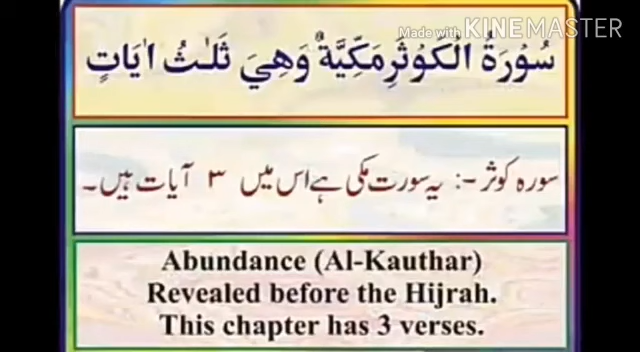 Made with KINEMASTER
سُوْرَةُ الْكَوْثَرِ مَكِّيَّةٌ وَّهِيَ ثَلٰثُ اٰيَاتٍ
سورہ کوثر -: یہ سورت مکی ہے اس میں ۳ آیات ہیں۔
Abundance (Al-Kauthar)
Revealed before the Hijrah.
This chapter has 3 verses.